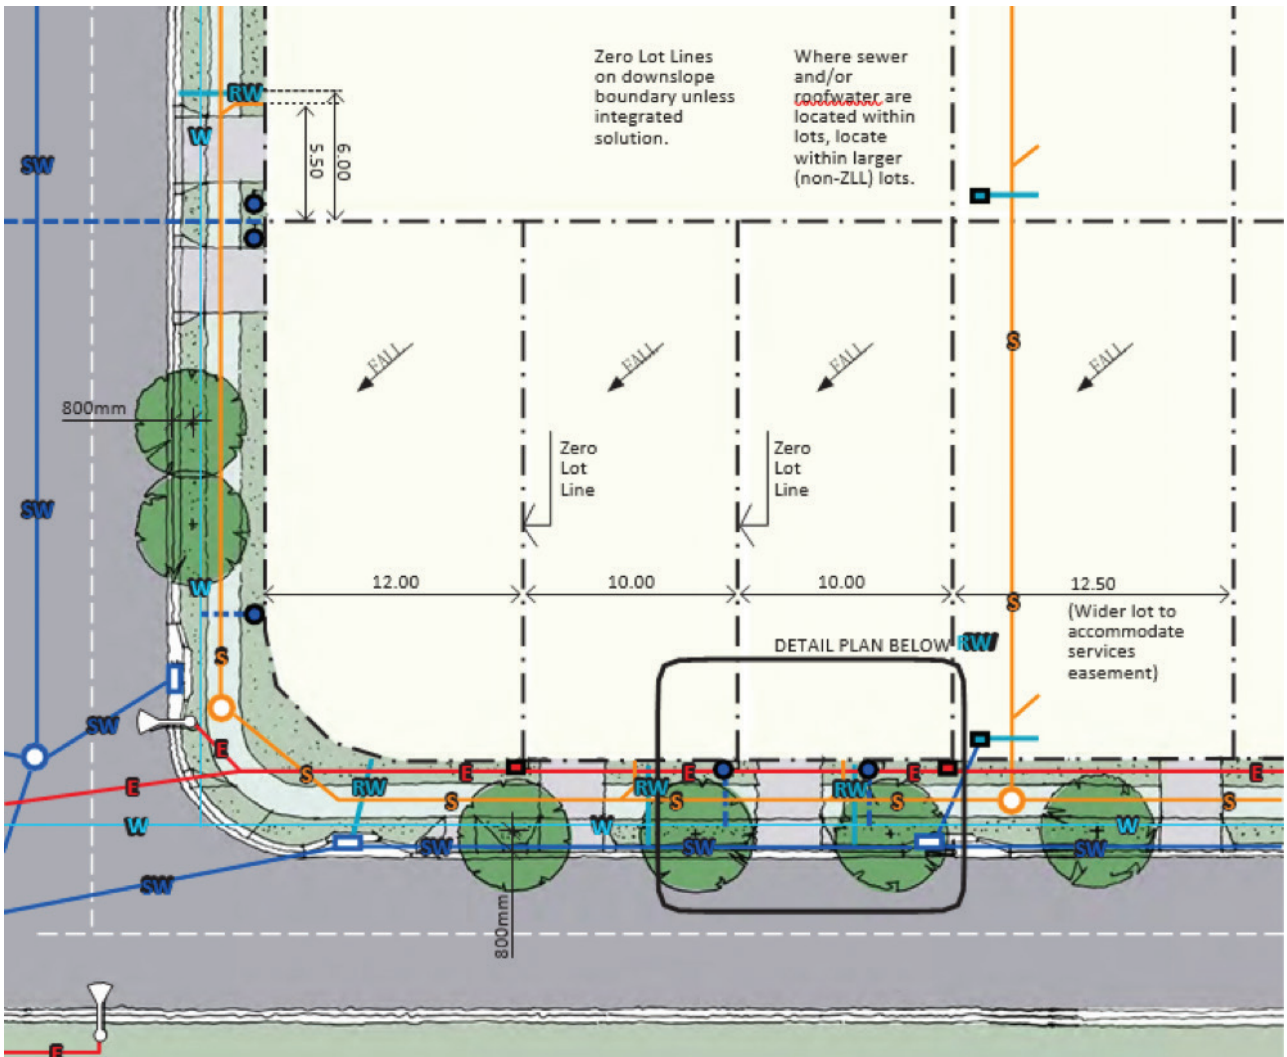 Zero Lot Lines
on downslope
boundary unless
integrated
solution.
Where sewer
and/or
roofwater are
located within
lots, locate
within larger
(non-ZLL) lots.
RW
W
SW
5.50
6.00
S
FALL
FALL
FALL
FALL
800mm
Zero
Lot
Line
Zero
Lot
Line
SW
W
12.00
10.00
10.00
12.50
S
(Wider lot to
accommodate
services
easement)
DETAIL PLAN BELOW
RW
S
SW
E
E
S
RW
E
S
RW
S
E
RW
S
E
S
E
W
W
SW
SW
W
SW
SW
800mm
E